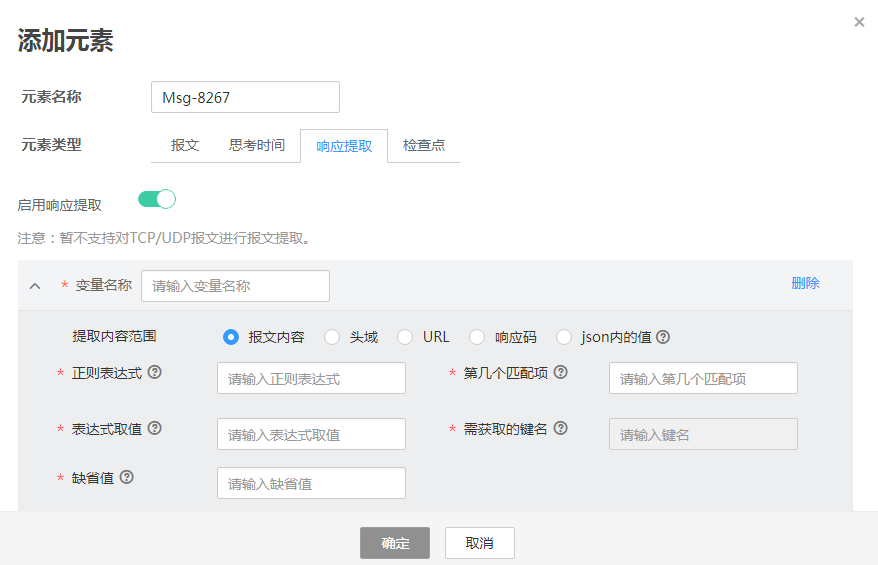 添加元素
×
元素名称 Msg-8267
元素类型 报文 思考时间 响应提取 检查点
启用响应提取
注意：暂不支持对TCP/UDP报文进行报文提取。
* 变量名称 请输入变量名称 删除
提取内容范围 报文内容 头域 URL 响应码 json内的值 ?
* 正则表达式 ? 请输入正则表达式 * 第几个匹配项 ? 请输入第几个匹配项
* 表达式取值 ? 请输入表达式取值 * 需获取的键名 ? 请输入键名
* 缺省值 ? 请输入缺省值
确定 取消